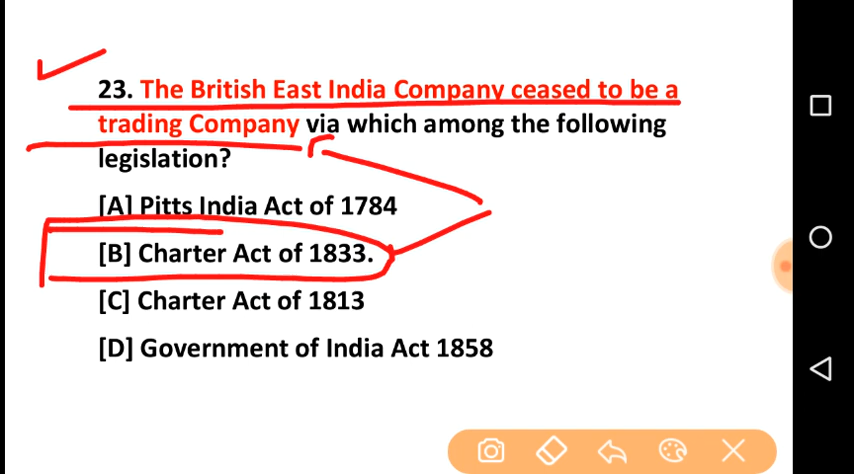 23. The British East India Company ceased to be a
trading Company via which among the following
legislation?
[A] Pitts India Act of 1784
[B] Charter Act of 1833.
[C] Charter Act of 1813
[D] Government of India Act 1858